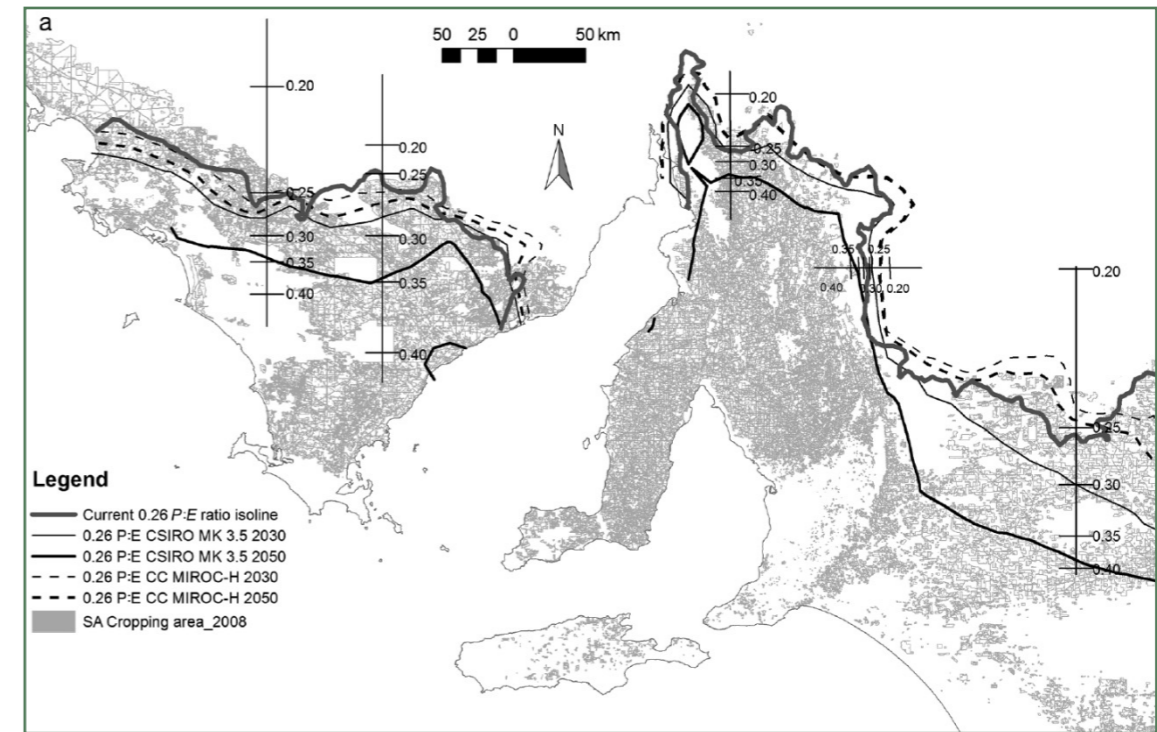 a
50 25 0 50 km
N
0.20
0.25
0.30
0.35
0.40
0.20
0.25
0.30
0.35
0.40
0.20
0.25
0.30
0.35
0.40
0.35 0.25
0.40 0.30 0.20
0.20
0.25
0.30
0.35
0.40
Legend
Current 0.26 P:E ratio isoline
0.26 P:E CSIRO MK 3.5 2030
0.26 P:E CSIRO MK 3.5 2050
0.26 P:E CC MIROC-H 2030
0.26 P:E CC MIROC-H 2050
SA Cropping area_2008